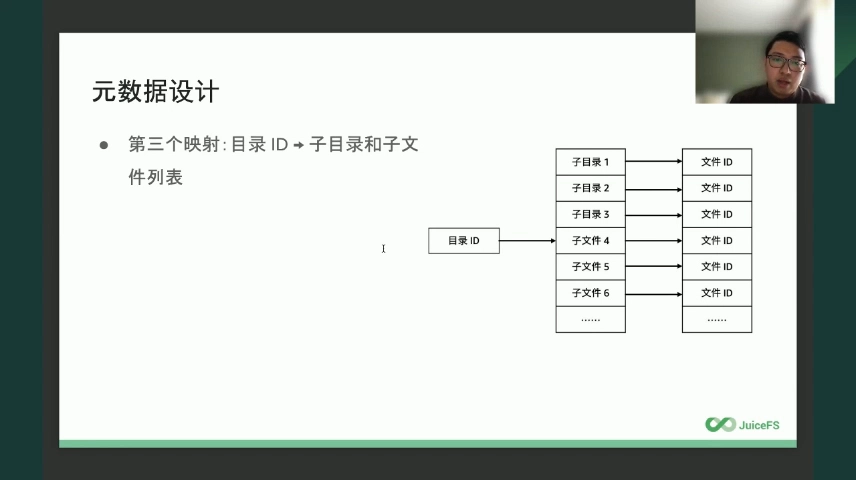 元数据设计
● 第三个映射：目录 ID → 子目录和子文
件列表
子目录 1
文件 ID
子目录 2
文件 ID
子目录 3
文件 ID
目录 ID
子文件 4
文件 ID
子文件 5
文件 ID
子文件 6
文件 ID
……
……
JuiceFS